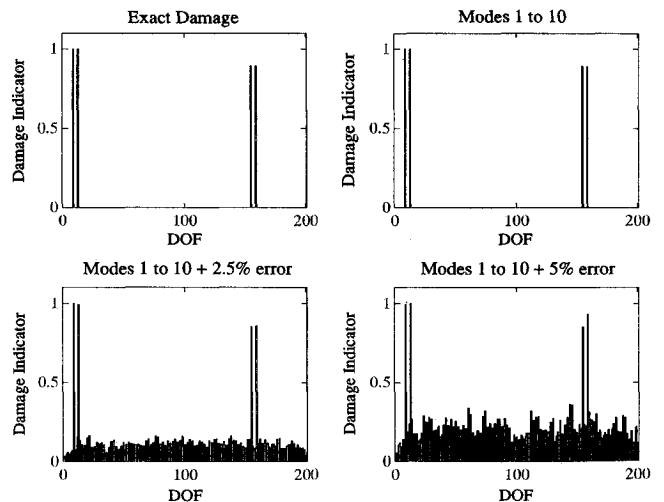 Exact Damage
1
0.5
0
0
100
200
Damage Indicator
DOF
Modes 1 to 10
1
0.5
0
0
100
200
Damage Indicator
DOF
Modes 1 to 10 + 2.5% error
1
0.5
0
0
100
200
Damage Indicator
DOF
Modes 1 to 10 + 5% error
1
0.5
0
0
100
200
Damage Indicator
DOF